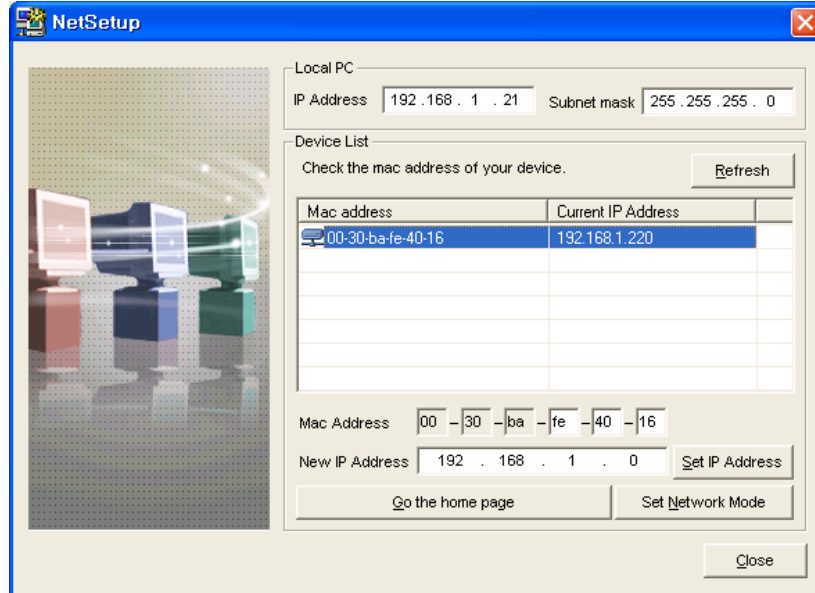 NetSetup
Local PC
IP Address 192 . 168 . 1 . 21 Subnet mask 255 . 255 . 255 . 0
Device List
Check the mac address of your device. Refresh
Mac address Current IP Address
00-30-ba-fe-40-16 192.168.1.220
Mac Address 00 – 30 – ba – fe – 40 – 16
New IP Address 192 . 168 . 1 . 0 Set IP Address
Go the home page Set Network Mode
Close